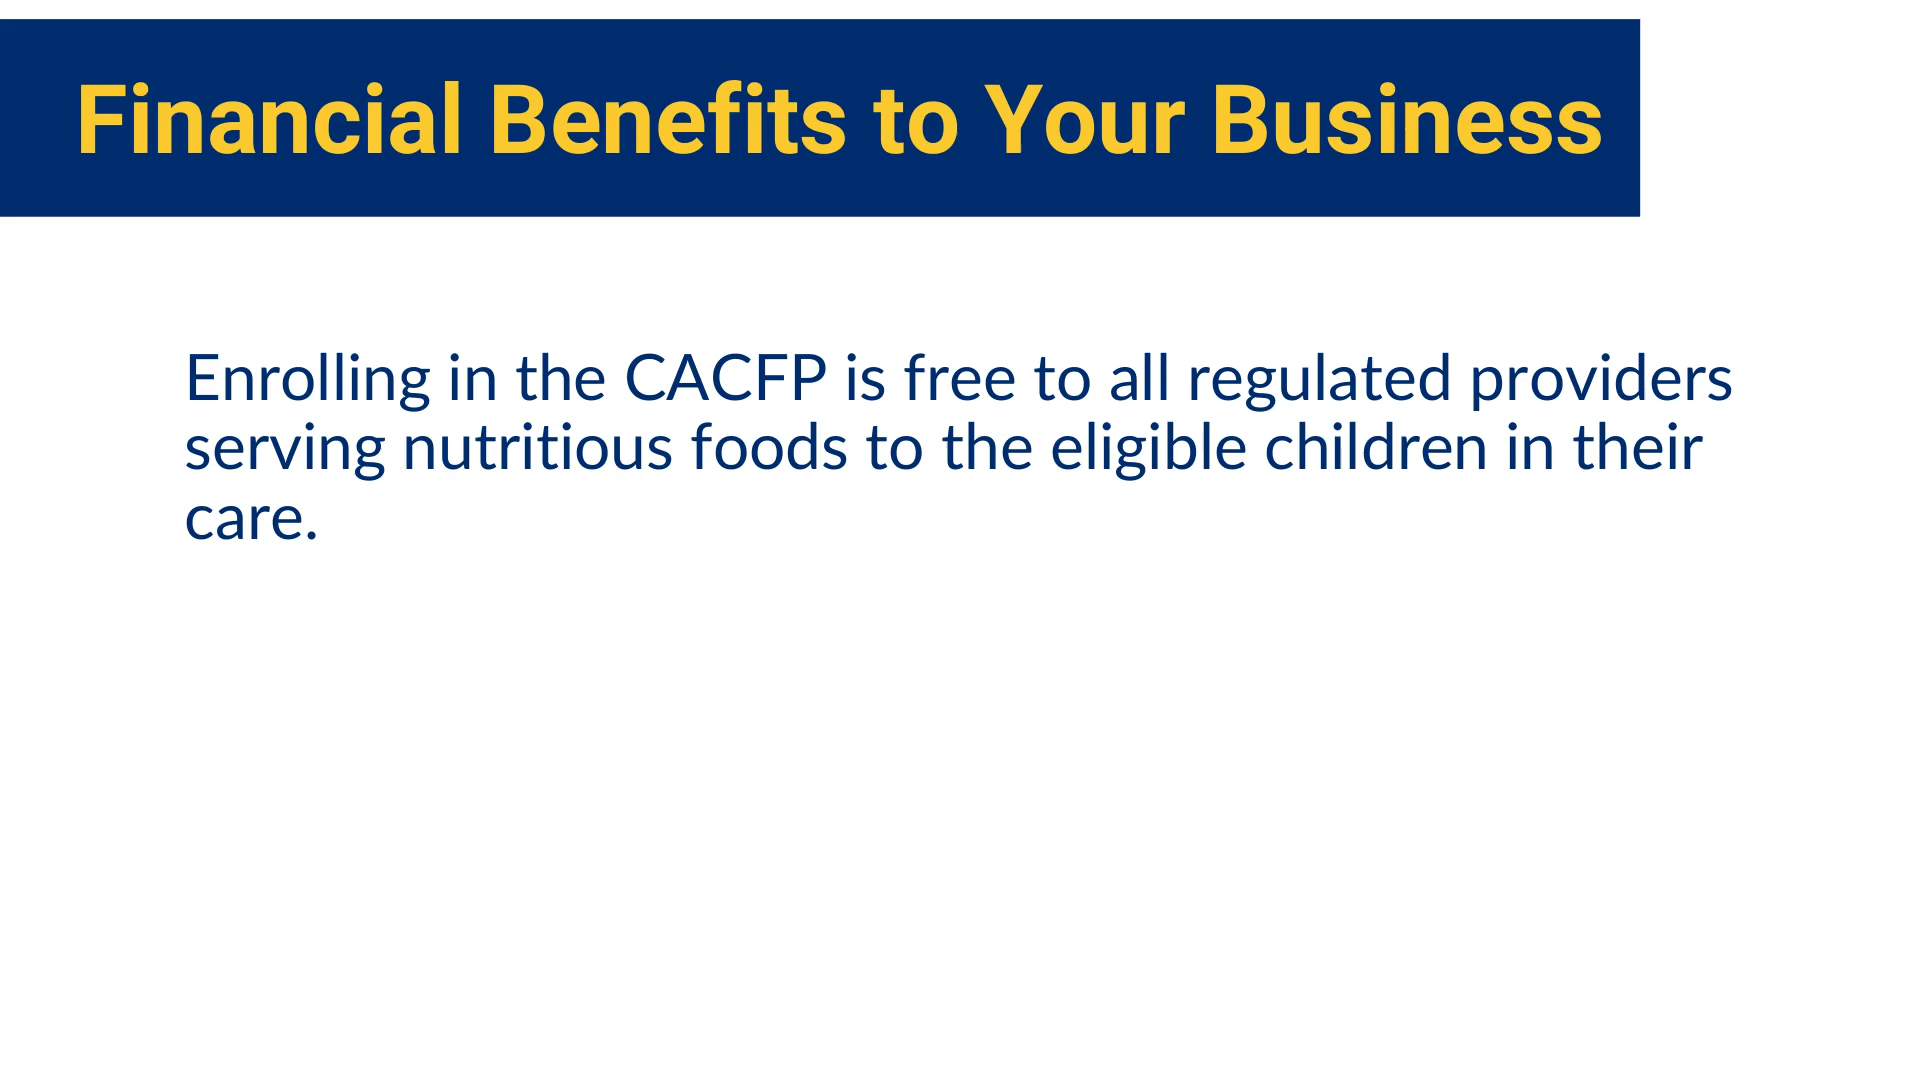 Financial Benefits to Your Business
Enrolling in the CACFP is free to all regulated providers
serving nutritious foods to the eligible children in their
care.